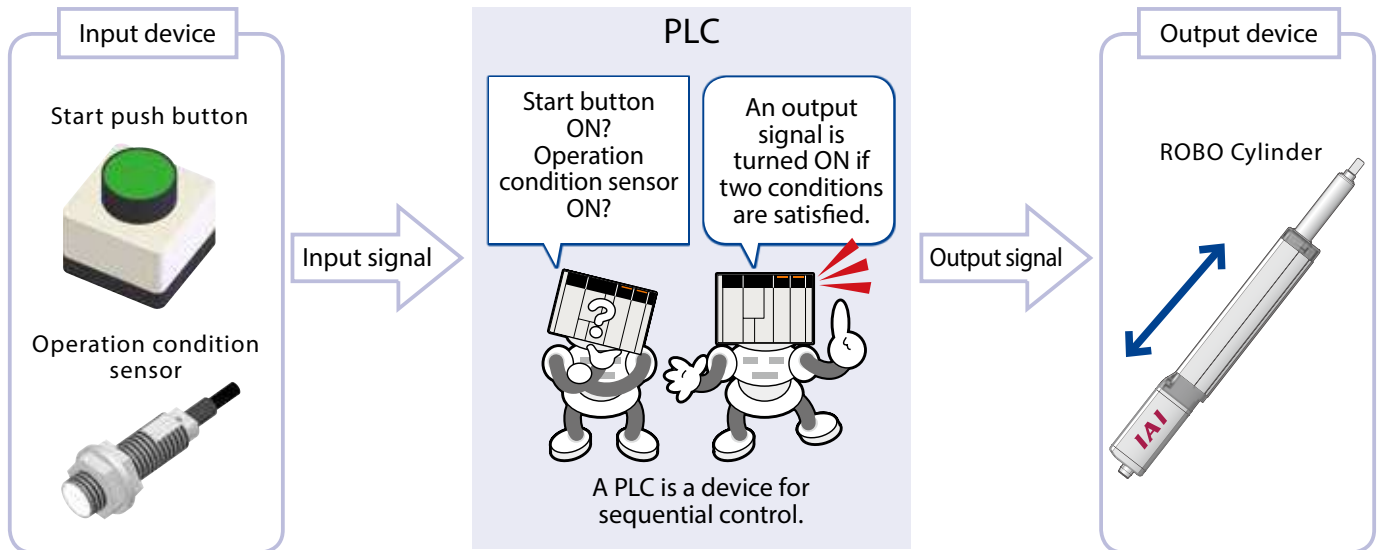 Input device
Start push button
Operation condition
sensor
Input signal
PLC
Start button
ON?
Operation
condition sensor
ON?
An output
signal is
turned ON if
two conditions
are satisfied.
?
A PLC is a device for
sequential control.
Output signal
Output device
ROBO Cylinder
IAI